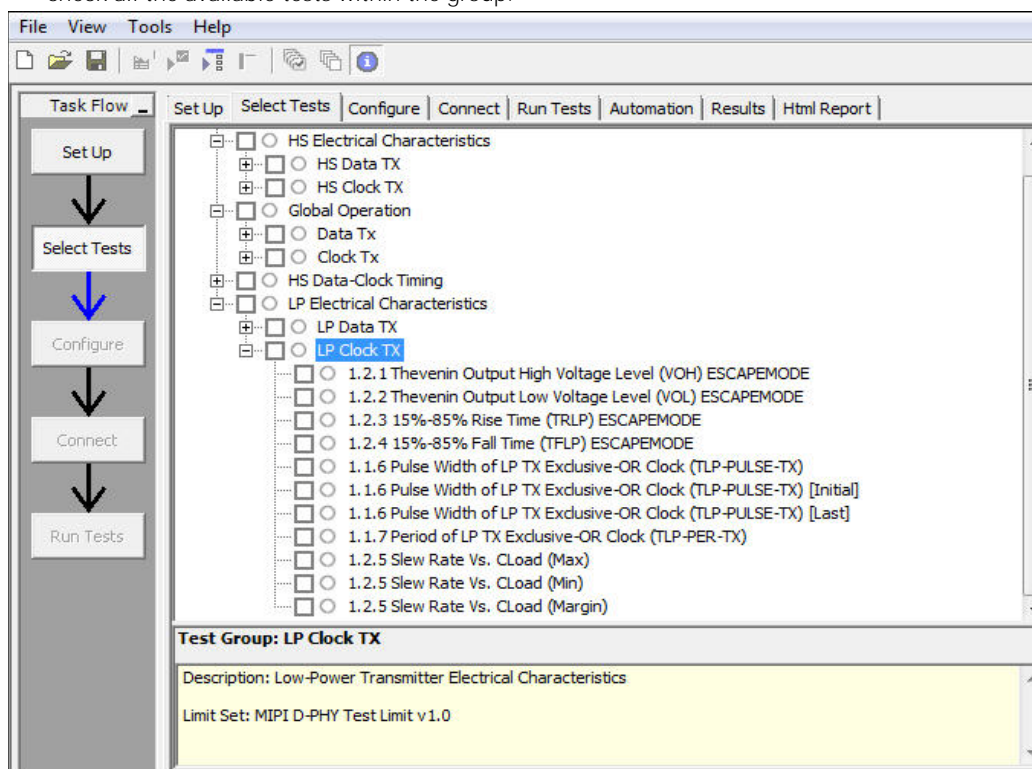 check all the available tests within the group.
File View Tools Help
Task Flow
Set Up Select Tests Configure Connect Run Tests Automation Results Html Report
Set Up
Select Tests
Configure
Connect
Run Tests
HS Electrical Characteristics
HS Data TX
HS Clock TX
Global Operation
Data Tx
Clock Tx
HS Data-Clock Timing
LP Electrical Characteristics
LP Data TX
LP Clock TX
1.2.1 Thevenin Output High Voltage Level (VOH) ESCAPEMODE
1.2.2 Thevenin Output Low Voltage Level (VOL) ESCAPEMODE
1.2.3 15%-85% Rise Time (TRLP) ESCAPEMODE
1.2.4 15%-85% Fall Time (TFLP) ESCAPEMODE
1.1.6 Pulse Width of LP TX Exclusive-OR Clock (TLP-PULSE-TX)
1.1.6 Pulse Width of LP TX Exclusive-OR Clock (TLP-PULSE-TX) [Initial]
1.1.6 Pulse Width of LP TX Exclusive-OR Clock (TLP-PULSE-TX) [Last]
1.1.7 Period of LP TX Exclusive-OR Clock (TLP-PER-TX)
1.2.5 Slew Rate Vs. CLoad (Max)
1.2.5 Slew Rate Vs. CLoad (Min)
1.2.5 Slew Rate Vs. CLoad (Margin)
Test Group: LP Clock TX
Description: Low-Power Transmitter Electrical Characteristics
Limit Set: MIPI D-PHY Test Limit v1.0